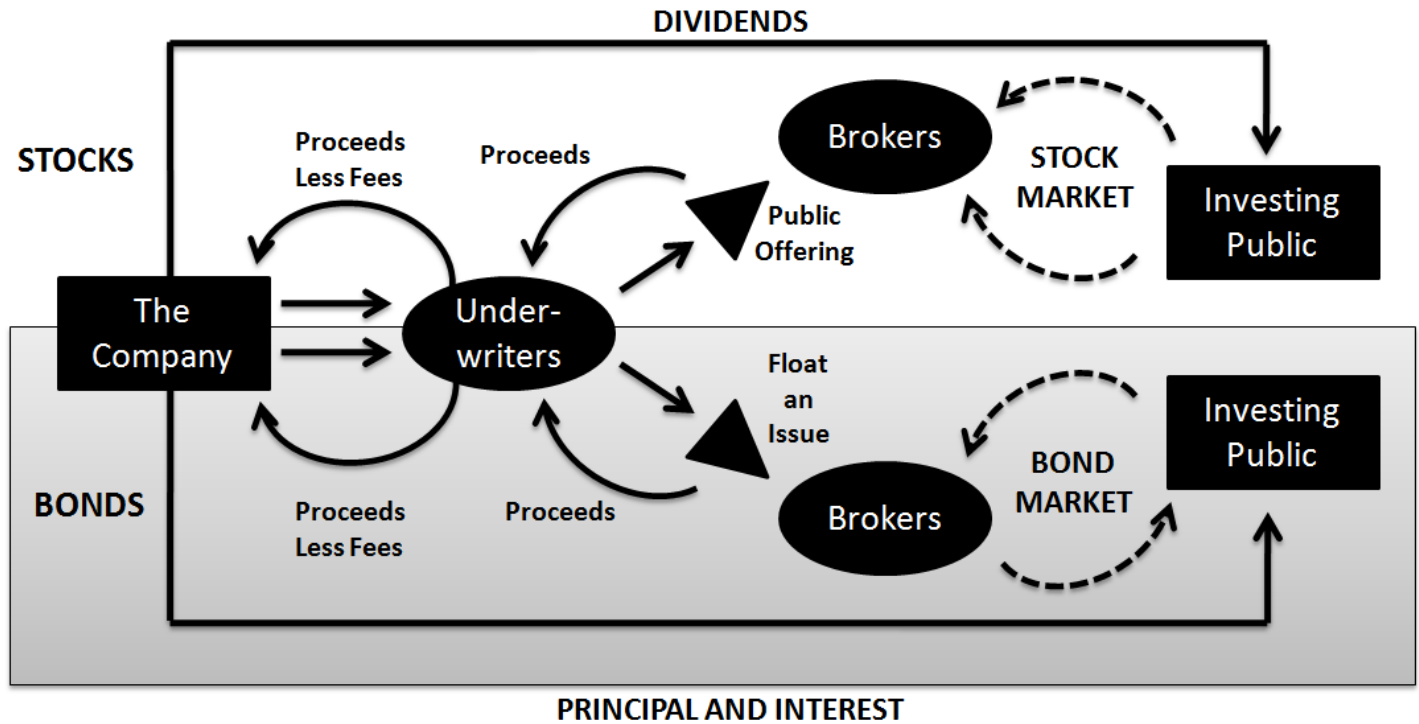 DIVIDENDS
STOCKS
Proceeds
Less Fees
Proceeds
Brokers
Public
Offering
STOCK
MARKET
Investing
Public
The
Company
Under-
writers
Float
an
Issue
BONDS
Proceeds
Less Fees
Proceeds
Brokers
BOND
MARKET
Investing
Public
PRINCIPAL AND INTEREST